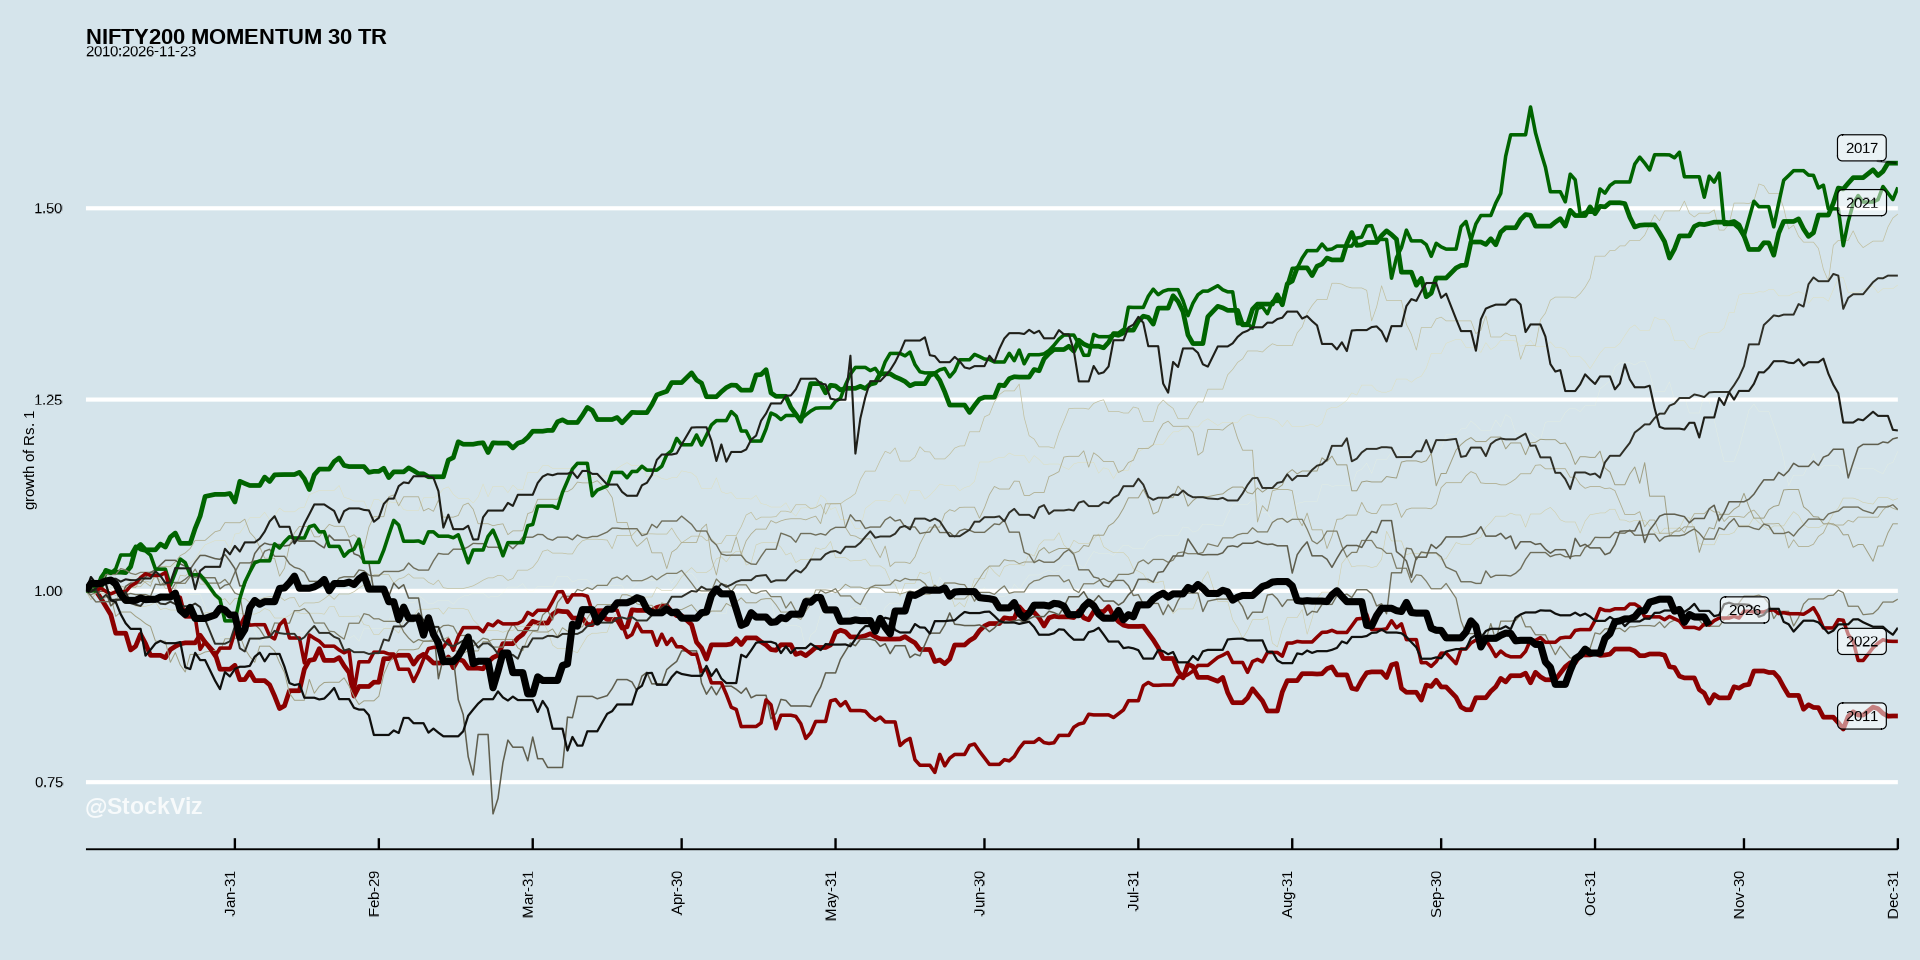 NIFTY200 MOMENTUM 30 TR
2010:2026-11-23
2017
1.50
2021
1.25
growth of Rs. 1
1.00
2026
2022
2011
0.75
@StockViz
Jan-31
Feb-29
Mar-31
Apr-30
May-31
Jun-30
Jul-31
Aug-31
Sep-30
Oct-31
Nov-30
Dec-31